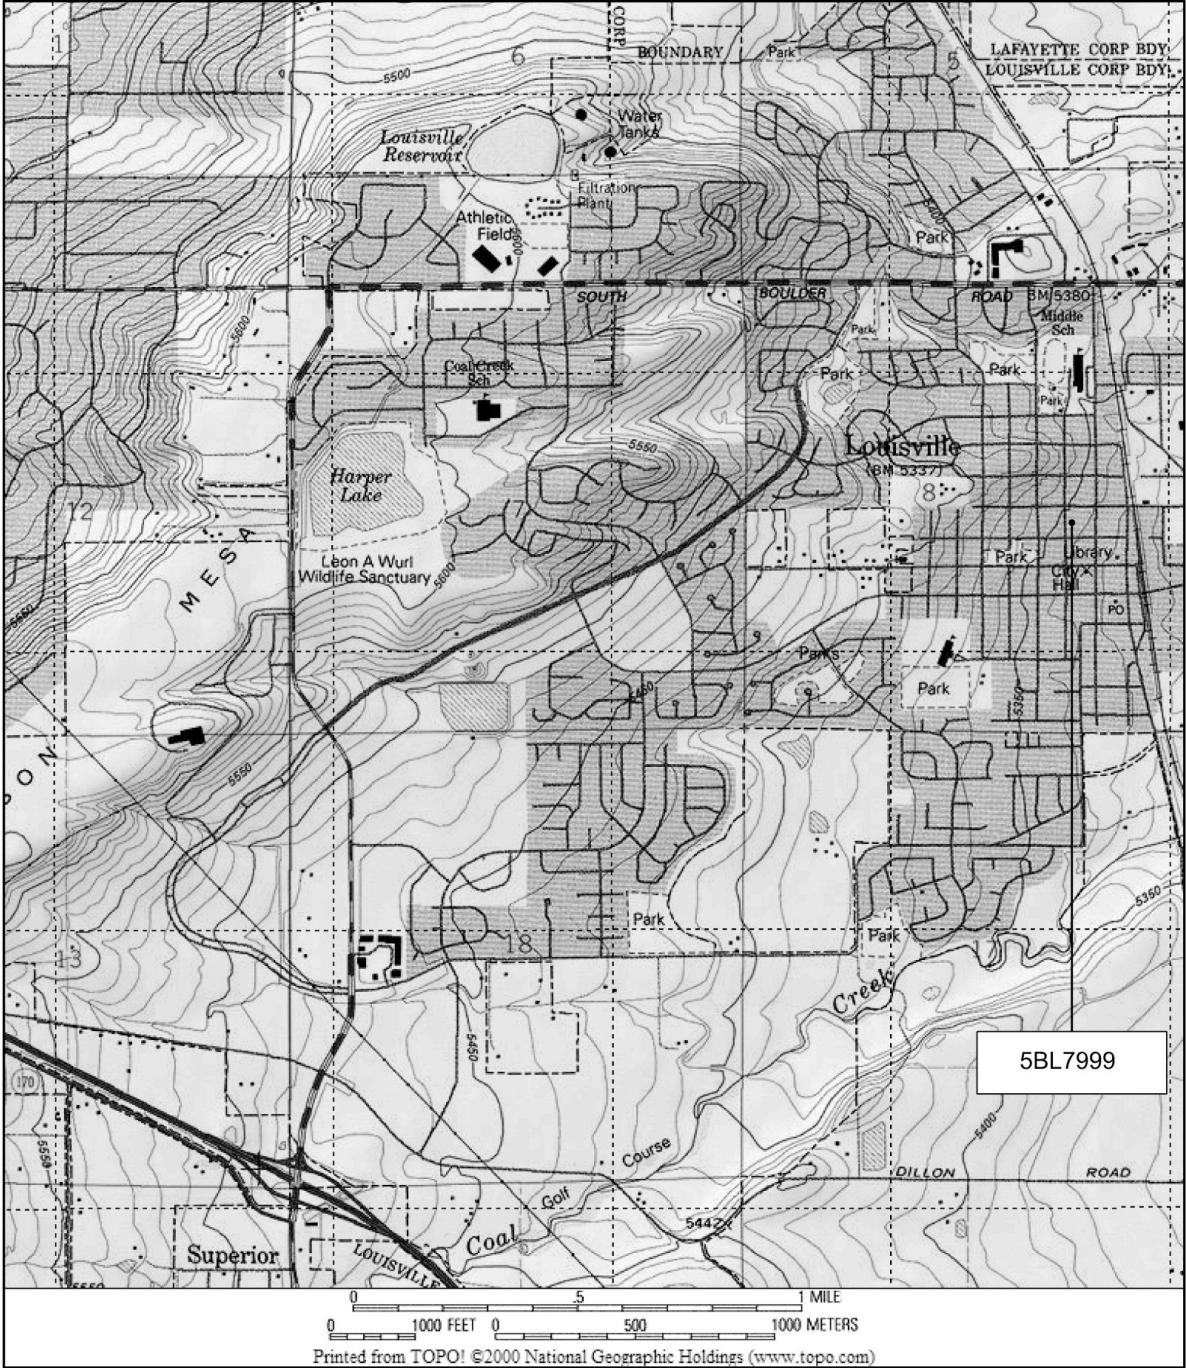 CORP
BOUNDARY
Park
LAFAYETTE CORP BDY
LOUISVILLE CORP BDY
1
6
5
5500
Louisville
Reservoir
Water
Tanks
Filtration
Plant
Athletic
Field
5600
5400
Park
SOUTH
BOULDER
ROAD
BM 5380
Middle
Sch
5600
Park
Coal Creek
Sch
Park
Park
Park
5550
Louisville
(BM 5337)
Harper
Lake
8
12
MESA
Leon A Wurl
Wildlife Sanctuary
5600
Park
Library
City
Hall
PO
5550
Parks
Park
5450
5350
ON
5550
Park
Park
5350
18
13
Creek
5450
5BL7999
170
5400
5550
Course
DILLON
ROAD
Golf
5442
Coal
Superior
LOUISVILLE
5550
0 .5 1 MILE
0 1000 FEET 0 500 1000 METERS
Printed from TOPO! ©2000 National Geographic Holdings (www.topo.com)